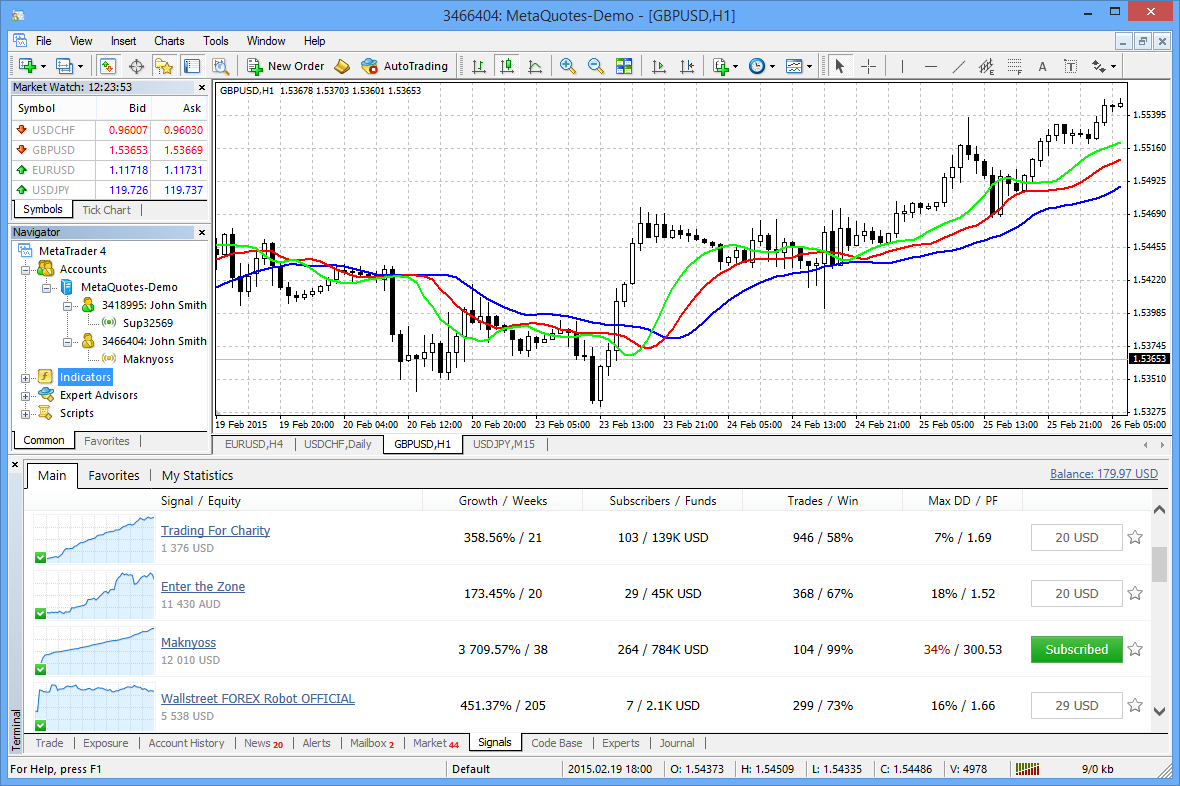 3466404: MetaQuotes-Demo - [GBPUSD,H1]
File View Insert Charts Tools Window Help
New Order AutoTrading A T
Market Watch: 12:23:53
Symbol Bid Ask
USDCHF 0.96007 0.96030
GBPUSD 1.53653 1.53669
EURUSD 1.11718 1.11731
USDJPY 119.726 119.737
Symbols Tick Chart
Navigator
MetaTrader 4
Accounts
MetaQuotes-Demo
3418995: John Smith
Sup32569
3466404: John Smith
Maknyoss
Indicators
Expert Advisors
Scripts
Common Favorites
GBPUSD,H1 1.53678 1.53703 1.53601 1.53653
1.55395
1.55160
1.54925
1.54690
1.54455
1.54220
1.53985
1.53745
1.53653
1.53510
1.53275
19 Feb 2015 19 Feb 20:00 20 Feb 04:00 20 Feb 12:00 20 Feb 20:00 23 Feb 05:00 23 Feb 13:00 23 Feb 21:00 24 Feb 05:00 24 Feb 13:00 24 Feb 21:00 25 Feb 05:00 25 Feb 13:00 25 Feb 21:00 26 Feb 05:00
EURUSD,H4 USDCHF,Daily GBPUSD,H1 USDJPY,M15
Main Favorites My Statistics Balance: 179.97 USD
Signal / Equity Growth / Weeks Subscribers / Funds Trades / Win Max DD / PF
Trading For Charity 358.56% / 21 103 / 139K USD 946 / 58% 7% / 1.69 20 USD
1 376 USD
Enter the Zone 173.45% / 20 29 / 45K USD 368 / 67% 18% / 1.52 20 USD
11 430 AUD
Maknyoss 3 709.57% / 38 264 / 784K USD 104 / 99% 34% / 300.53 Subscribed
12 010 USD
Wallstreet FOREX Robot OFFICIAL 451.37% / 205 7 / 2.1K USD 299 / 73% 16% / 1.66 29 USD
5 538 USD
Terminal
Trade Exposure Account History News 20 Alerts Mailbox 2 Market 44 Signals Code Base Experts Journal
For Help, press F1 Default 2015.02.19 18:00 O: 1.54373 H: 1.54509 L: 1.54335 C: 1.54486 V: 4978 9/0 kb